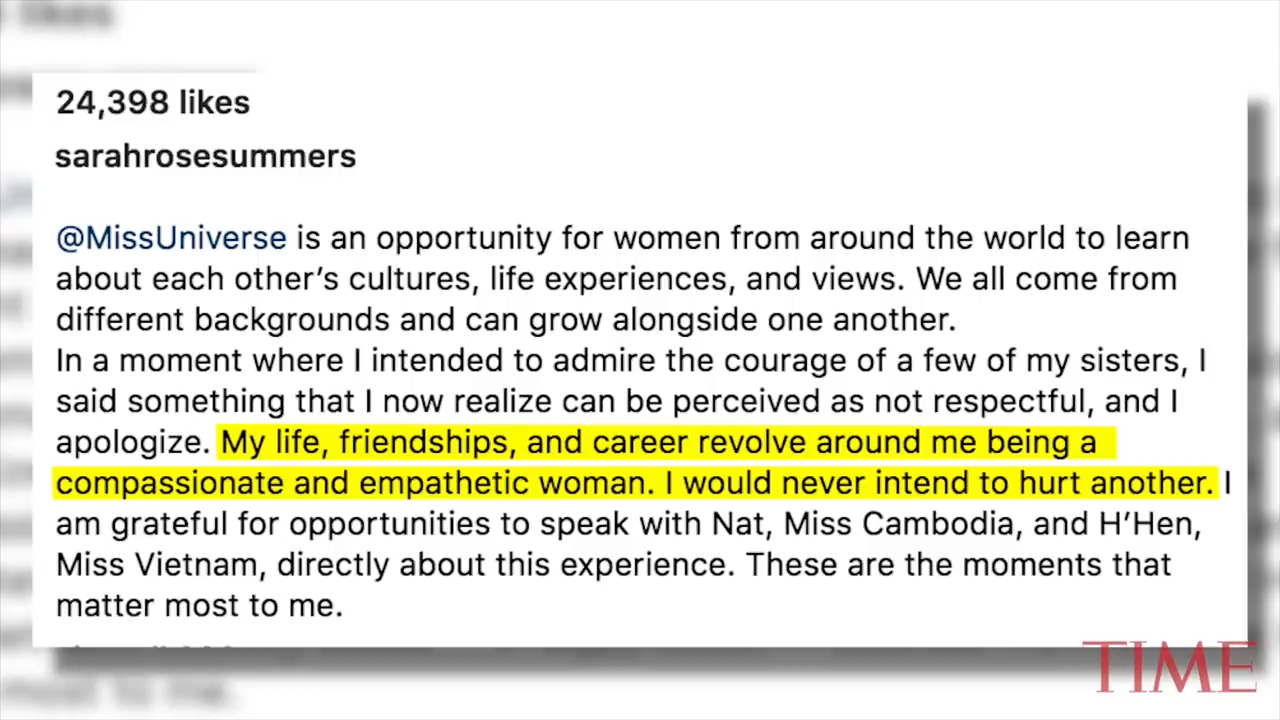 likes
24,398 likes
sarahrosesummers
@MissUniverse is an opportunity for women from around the world to learn
about each other’s cultures, life experiences, and views. We all come from
different backgrounds and can grow alongside one another.
In a moment where I intended to admire the courage of a few of my sisters, I
said something that I now realize can be perceived as not respectful, and I
apologize. My life, friendships, and career revolve around me being a
compassionate and empathetic woman. I would never intend to hurt another. I
am grateful for opportunities to speak with Nat, Miss Cambodia, and H’Hen,
Miss Vietnam, directly about this experience. These are the moments that
matter most to me.
TIME
most to me.